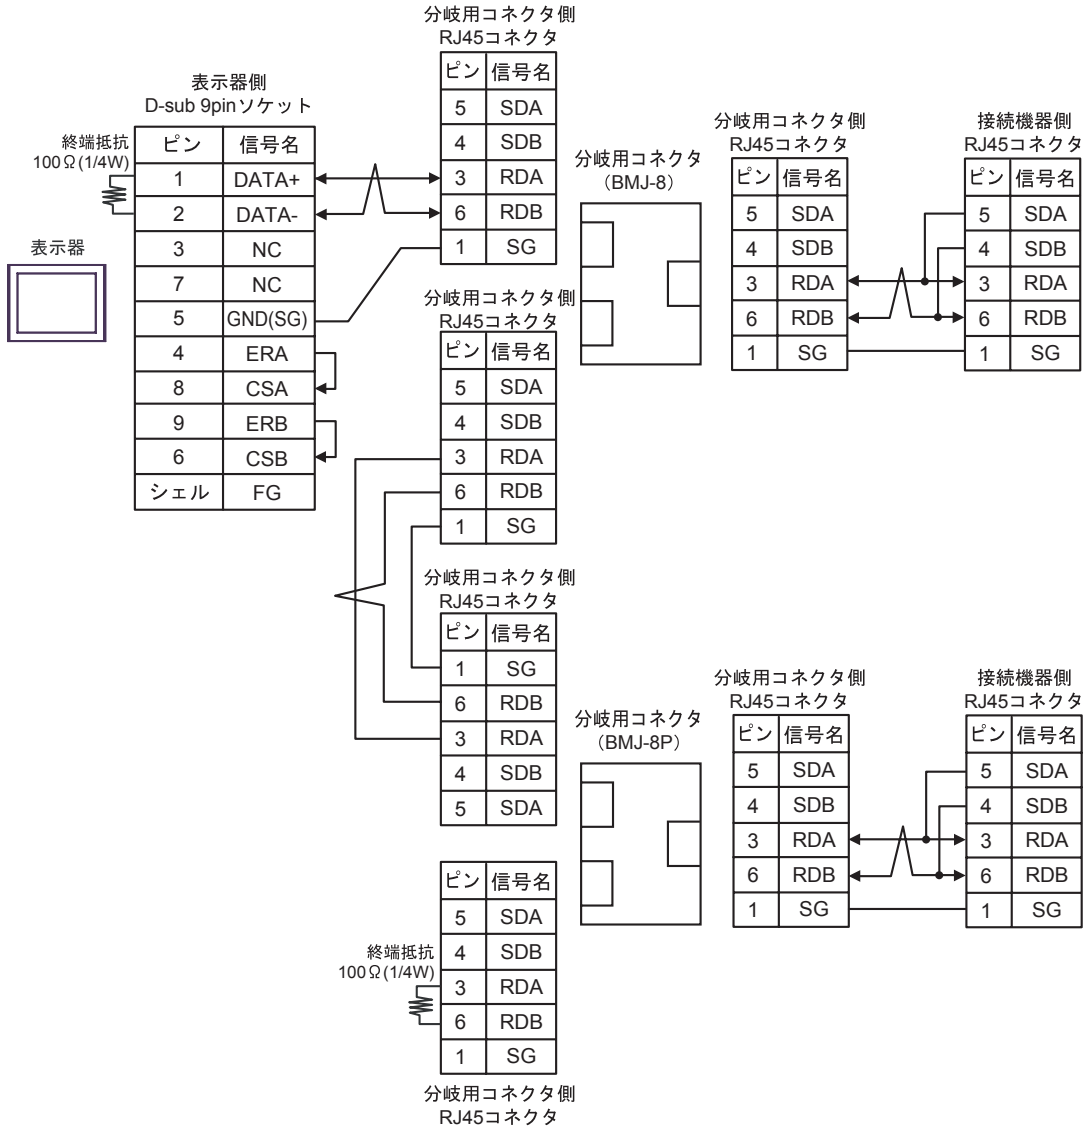 分岐用コネクタ側
RJ45コネクタ
ピン 信号名
5 SDA
4 SDB
3 RDA
6 RDB
1 SG
表示器側
D-sub 9pinソケット
ピン 信号名
1 DATA+
2 DATA-
3 NC
7 NC
5 GND(SG)
4 ERA
8 CSA
9 ERB
6 CSB
シェル FG
終端抵抗
100Ω(1/4W)
表示器
分岐用コネクタ
（BMJ-8）
分岐用コネクタ側
RJ45コネクタ
ピン 信号名
5 SDA
4 SDB
3 RDA
6 RDB
1 SG
接続機器側
RJ45コネクタ
ピン 信号名
5 SDA
4 SDB
3 RDA
6 RDB
1 SG
分岐用コネクタ側
RJ45コネクタ
ピン 信号名
5 SDA
4 SDB
3 RDA
6 RDB
1 SG
分岐用コネクタ側
RJ45コネクタ
ピン 信号名
1 SG
6 RDB
3 RDA
4 SDB
5 SDA
分岐用コネクタ
（BMJ-8P）
分岐用コネクタ側
RJ45コネクタ
ピン 信号名
5 SDA
4 SDB
3 RDA
6 RDB
1 SG
接続機器側
RJ45コネクタ
ピン 信号名
5 SDA
4 SDB
3 RDA
6 RDB
1 SG
ピン 信号名
5 SDA
4 SDB
3 RDA
6 RDB
1 SG
終端抵抗
100Ω(1/4W)
分岐用コネクタ側
RJ45コネクタ